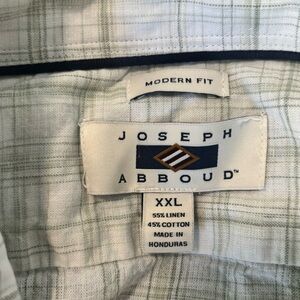 MODERN FIT
JOSEPH
ABBOUD™
XXL
55% LINEN
45% COTTON
MADE IN
HONDURAS